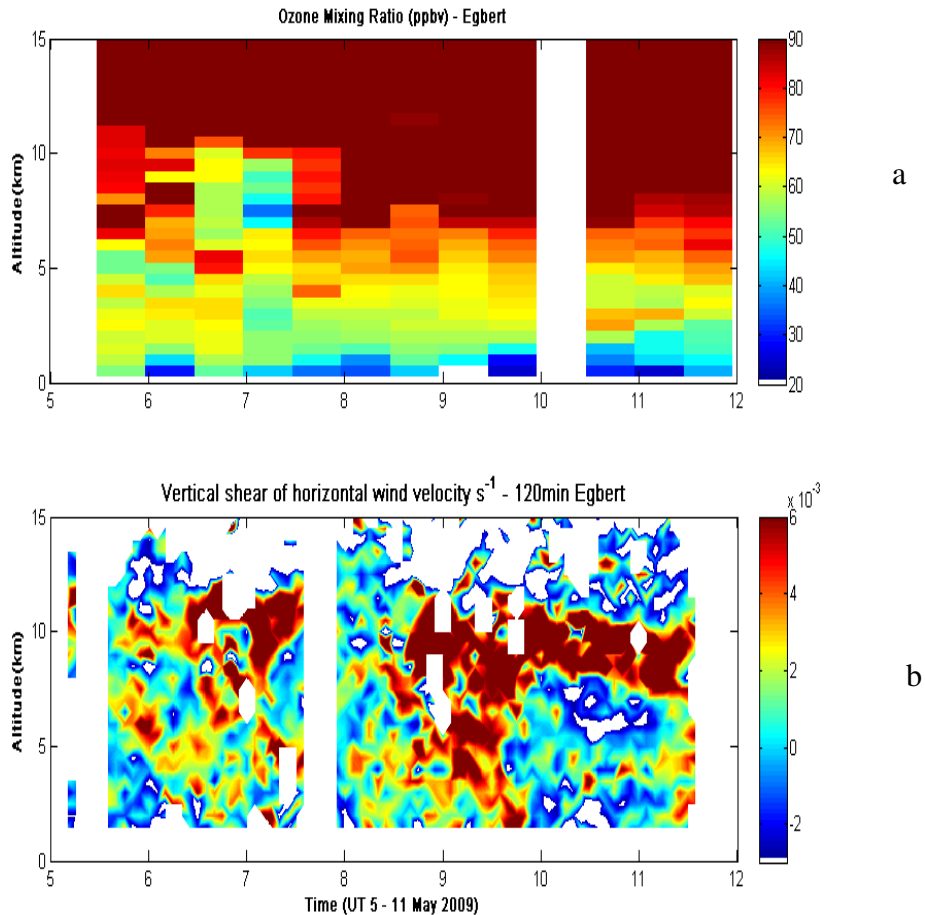 Ozone Mixing Ratio (ppbv) - Egbert
15
10
5
0
Altitude(km)
5 6 7 8 9 10 11 12
90
80
70
60
50
40
30
20
a
Vertical shear of horizontal wind velocity s-1 - 120min Egbert
15
10
5
0
Altitude(km)
5 6 7 8 9 10 11 12
Time (UT 5 - 11 May 2009)
x 10-3
6
4
2
0
-2
b